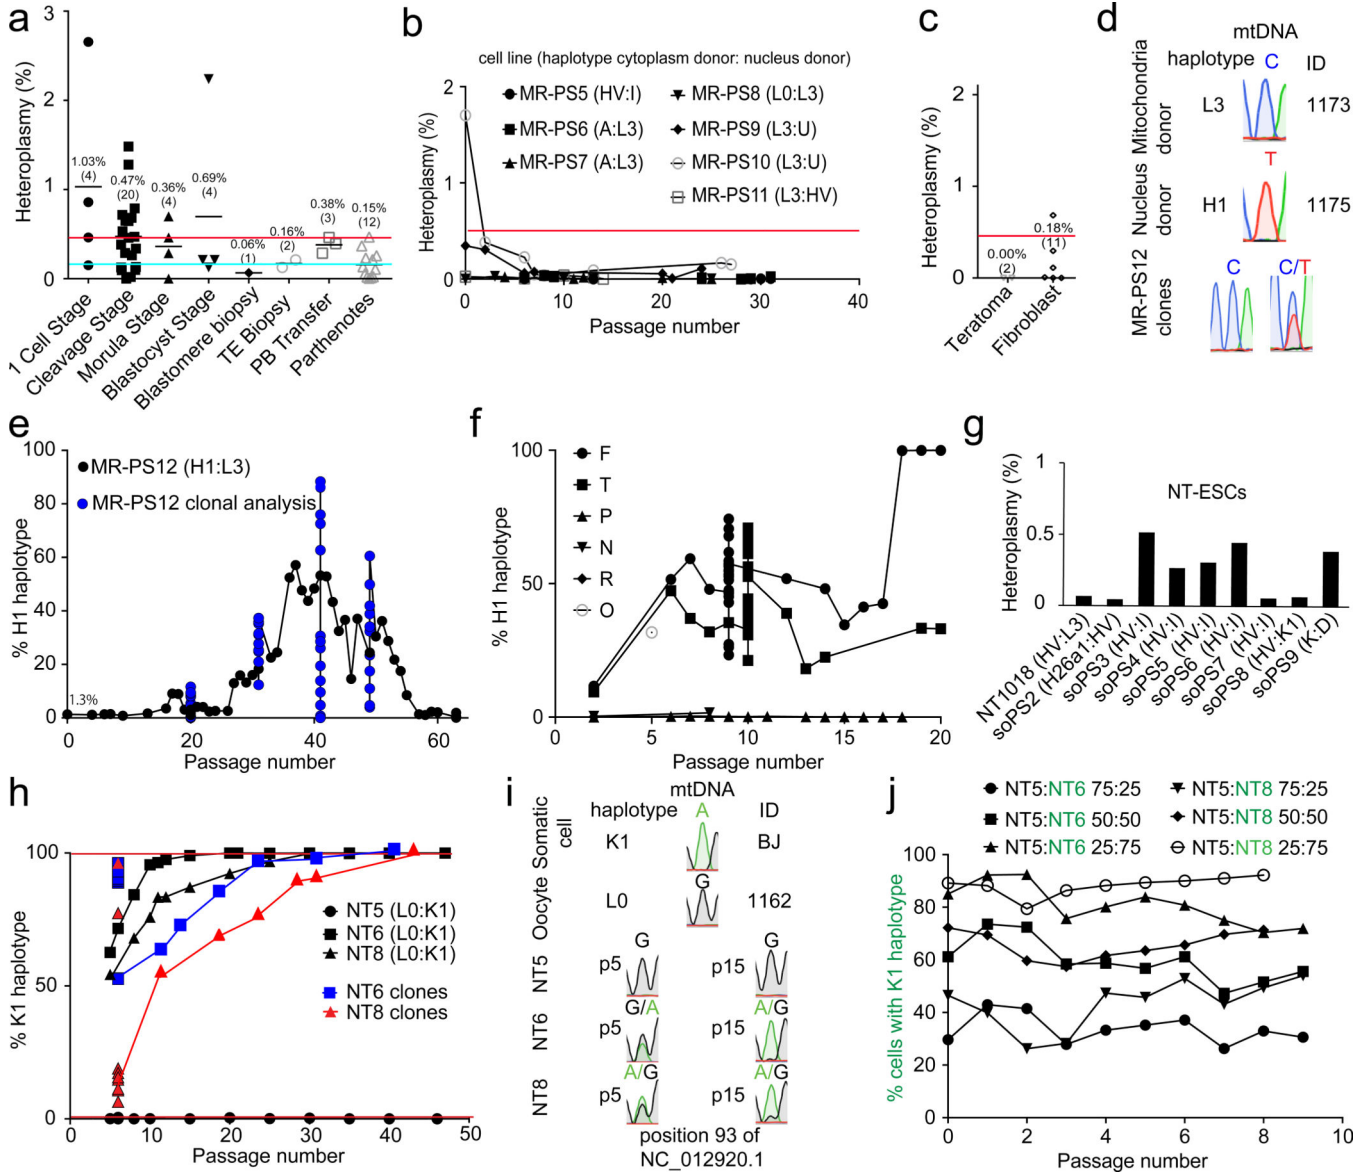 a
Heteroplasmy (%)
3
2
1
0
1.03%
(4)
0.47%
(20)
0.36%
(4)
0.69%
(4)
0.06%
(1)
0.16%
(2)
0.38%
(3)
0.15%
(12)
1 Cell Stage
Cleavage Stage
Morula Stage
Blastocyst Stage
Blastomere biopsy
TE Biopsy
PB Transfer
Parthenotes
b
cell line (haplotype cytoplasm donor: nucleus donor)
Heteroplasmy (%)
2
1
0
MR-PS5 (HV:I)
MR-PS6 (A:L3)
MR-PS7 (A:L3)
MR-PS8 (L0:L3)
MR-PS9 (L3:U)
MR-PS10 (L3:U)
MR-PS11 (L3:HV)
0 10 20 30 40
Passage number
c
Heteroplasmy (%)
2
1
0
0.00%
(2)
0.18%
(11)
Teratoma
Fibroblast
d
mtDNA
haplotype C ID
Mitochondria donor
L3 1173
Nucleus donor
T
H1 1175
MR-PS12 clones
C C/T
e
% H1 haplotype
100
80
60
40
20
0
MR-PS12 (H1:L3)
MR-PS12 clonal analysis
1.3%
0 20 40 60
Passage number
f
% H1 haplotype
100
50
0
F
T
P
N
R
O
0 5 10 15 20
Passage number
g
Heteroplasmy (%)
1
0.5
0
NT-ESCs
NT1018 (HV:L3)
soPS2 (H26a1:HV)
soPS3 (HV:I)
soPS4 (HV:I)
soPS5 (HV:I)
soPS6 (HV:I)
soPS7 (HV:I)
soPS8 (HV:K1)
soPS9 (K:D)
h
% K1 haplotype
100
50
0
NT5 (L0:K1)
NT6 (L0:K1)
NT8 (L0:K1)
NT6 clones
NT8 clones
0 10 20 30 40 50
Passage number
i
mtDNA
haplotype A ID
Somatic cell
K1 BJ
Oocyte
G
L0 1162
NT5
G G
p5 p15
NT6
G/A A/G
p5 p15
NT8
A/G A/G
p5 p15
position 93 of
NC_012920.1
j
NT5:NT6 75:25
NT5:NT6 50:50
NT5:NT6 25:75
NT5:NT8 75:25
NT5:NT8 50:50
NT5:NT8 25:75
% cells with K1 haplotype
100
80
60
40
20
0
0 2 4 6 8 10
Passage number